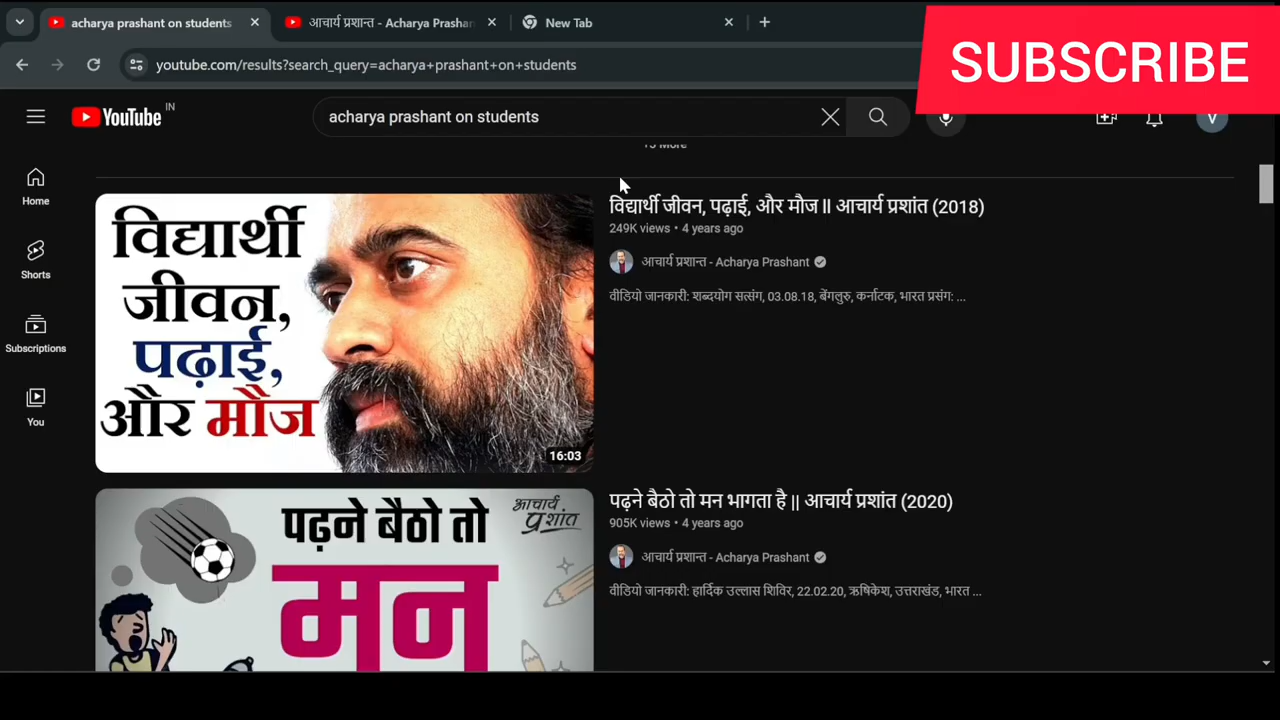 acharya prashant on students
आचार्य प्रशान्त - Acharya Prashan
New Tab
youtube.com/results?search_query=acharya+prashant+on+students
SUBSCRIBE
YouTube IN
acharya prashant on students
V
15 More
Home
Shorts
Subscriptions
You
विद्यार्थी
जीवन,
पढ़ाई,
और मौज
16:03
विद्यार्थी जीवन, पढ़ाई, और मौज ll आचार्य प्रशांत (2018)
249K views • 4 years ago
आचार्य प्रशान्त - Acharya Prashant
वीडियो जानकारी: शब्दयोग सत्संग, 03.08.18, बेंगलुरु, कर्नाटक, भारत प्रसंग: ...
पढ़ने बैठो तो
मन
आचार्य
प्रशांत
पढ़ने बैठो तो मन भागता है || आचार्य प्रशांत (2020)
905K views • 4 years ago
आचार्य प्रशान्त - Acharya Prashant
वीडियो जानकारी: हार्दिक उल्लास शिविर, 22.02.20, ऋषिकेश, उत्तराखंड, भारत ...